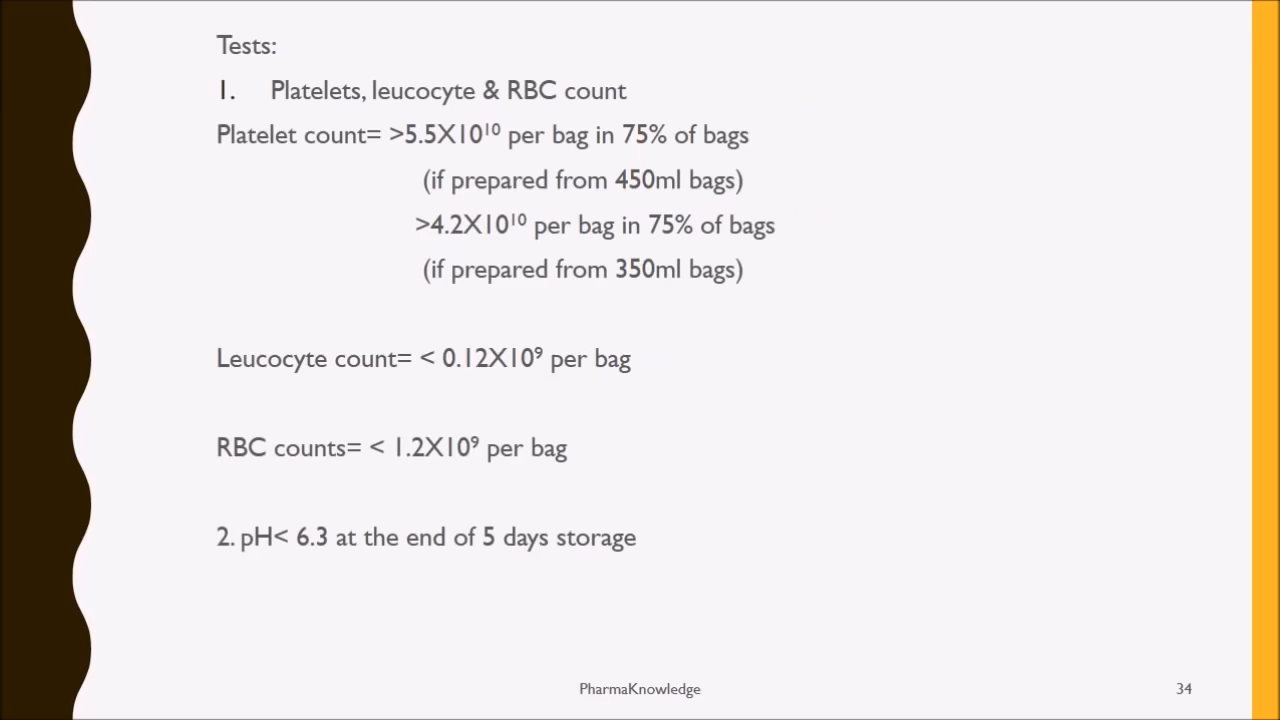 Tests:
1. Platelets, leucocyte & RBC count
Platelet count= >5.5X10¹⁰ per bag in 75% of bags
(if prepared from 450ml bags)
>4.2X10¹⁰ per bag in 75% of bags
(if prepared from 350ml bags)
Leucocyte count= < 0.12X10⁹ per bag
RBC counts= < 1.2X10⁹ per bag
2. pH< 6.3 at the end of 5 days storage
PharmaKnowledge
34